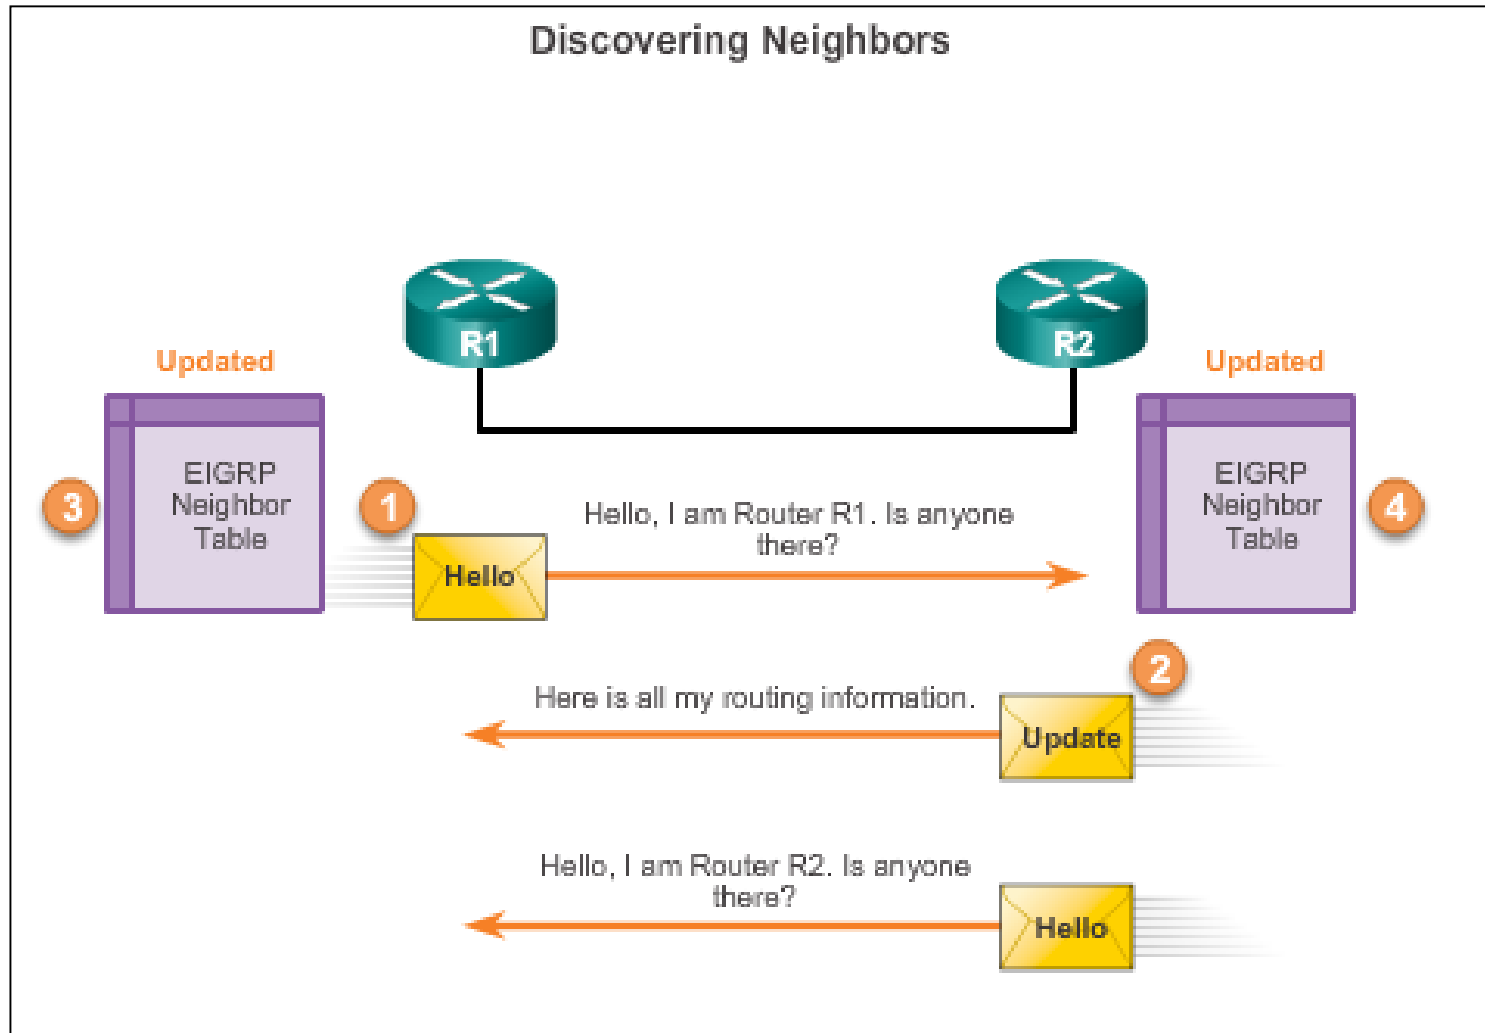 Discovering Neighbors
R1
R2
Updated
Updated
EIGRP
Neighbor
Table
EIGRP
Neighbor
Table
3
1
4
Hello, I am Router R1. Is anyone
there?
Hello
2
Here is all my routing information.
Update
Hello, I am Router R2. Is anyone
there?
Hello